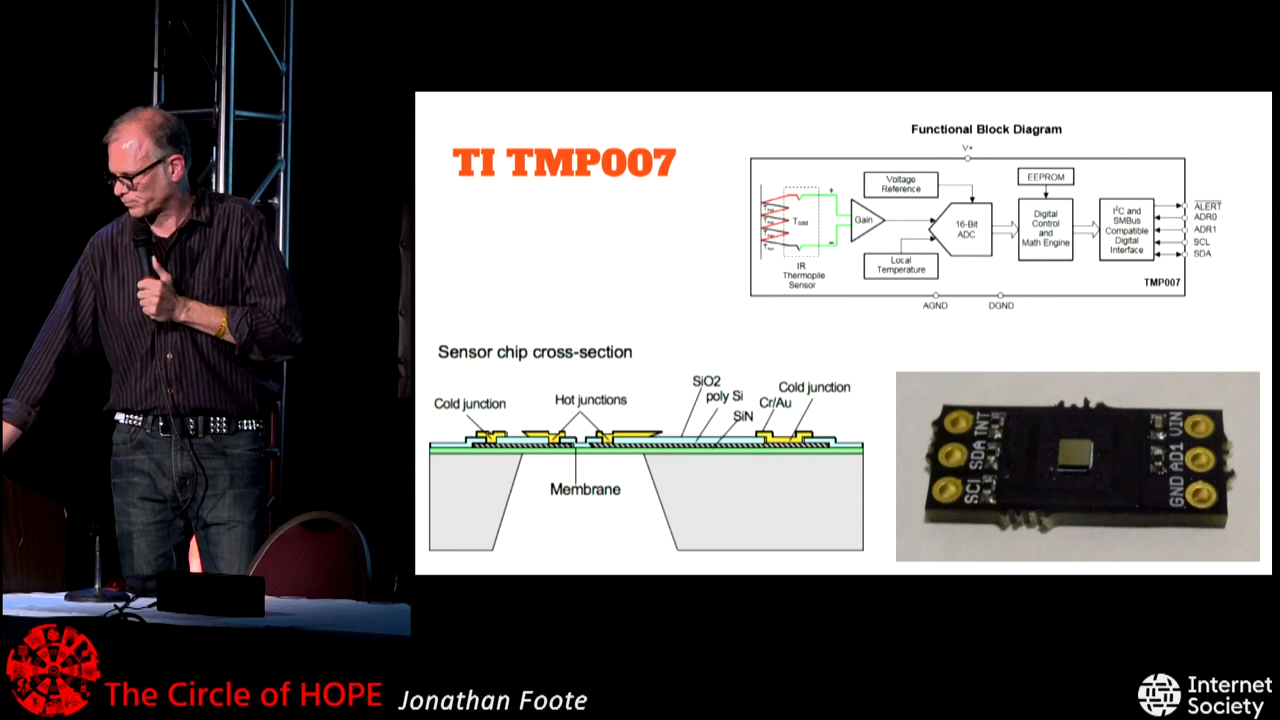 TI TMP007
Functional Block Diagram
V+
Voltage
Reference
EEPROM
Gain
16-Bit
ADC
Digital
Control
and
Math Engine
I²C and
SMBus
Compatible
Digital
Interface
ALERT
ADR0
ADR1
SCL
SDA
IR
Thermopile
Sensor
Local
Temperature
TMP007
AGND
DGND
Sensor chip cross-section
Cold junction
Hot junctions
SiO2
poly Si
SiN
Cr/Au
Cold junction
Membrane
SCL SDA INT
GND AD1 VIN
The Circle of HOPE
Jonathan Foote
Internet
Society